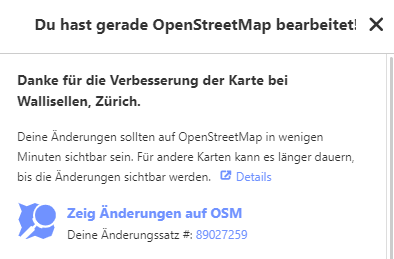 Du hast gerade OpenStreetMap bearbeitet!
Danke für die Verbesserung der Karte bei
Wallisellen, Zürich.
Deine Änderungen sollten auf OpenStreetMap in wenigen
Minuten sichtbar sein. Für andere Karten kann es länger dauern,
bis die Änderungen sichtbar werden. Details
Zeig Änderungen auf OSM
Deine Änderungssatz #: 89027259